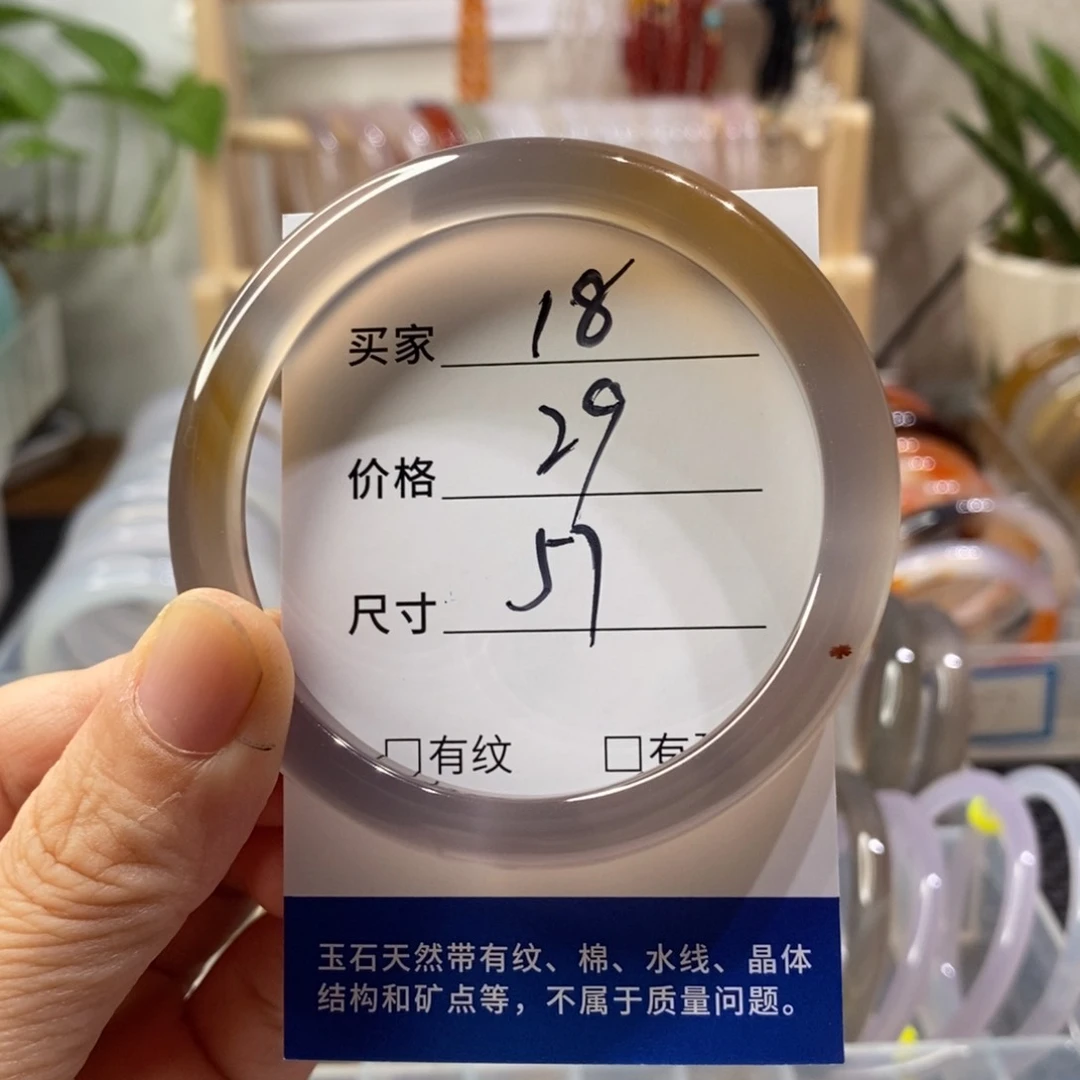 买家 18
价格 29
尺寸 57
□有纹 □有
玉石天然带有纹、棉、水线、晶体
结构和矿点等，不属于质量问题。